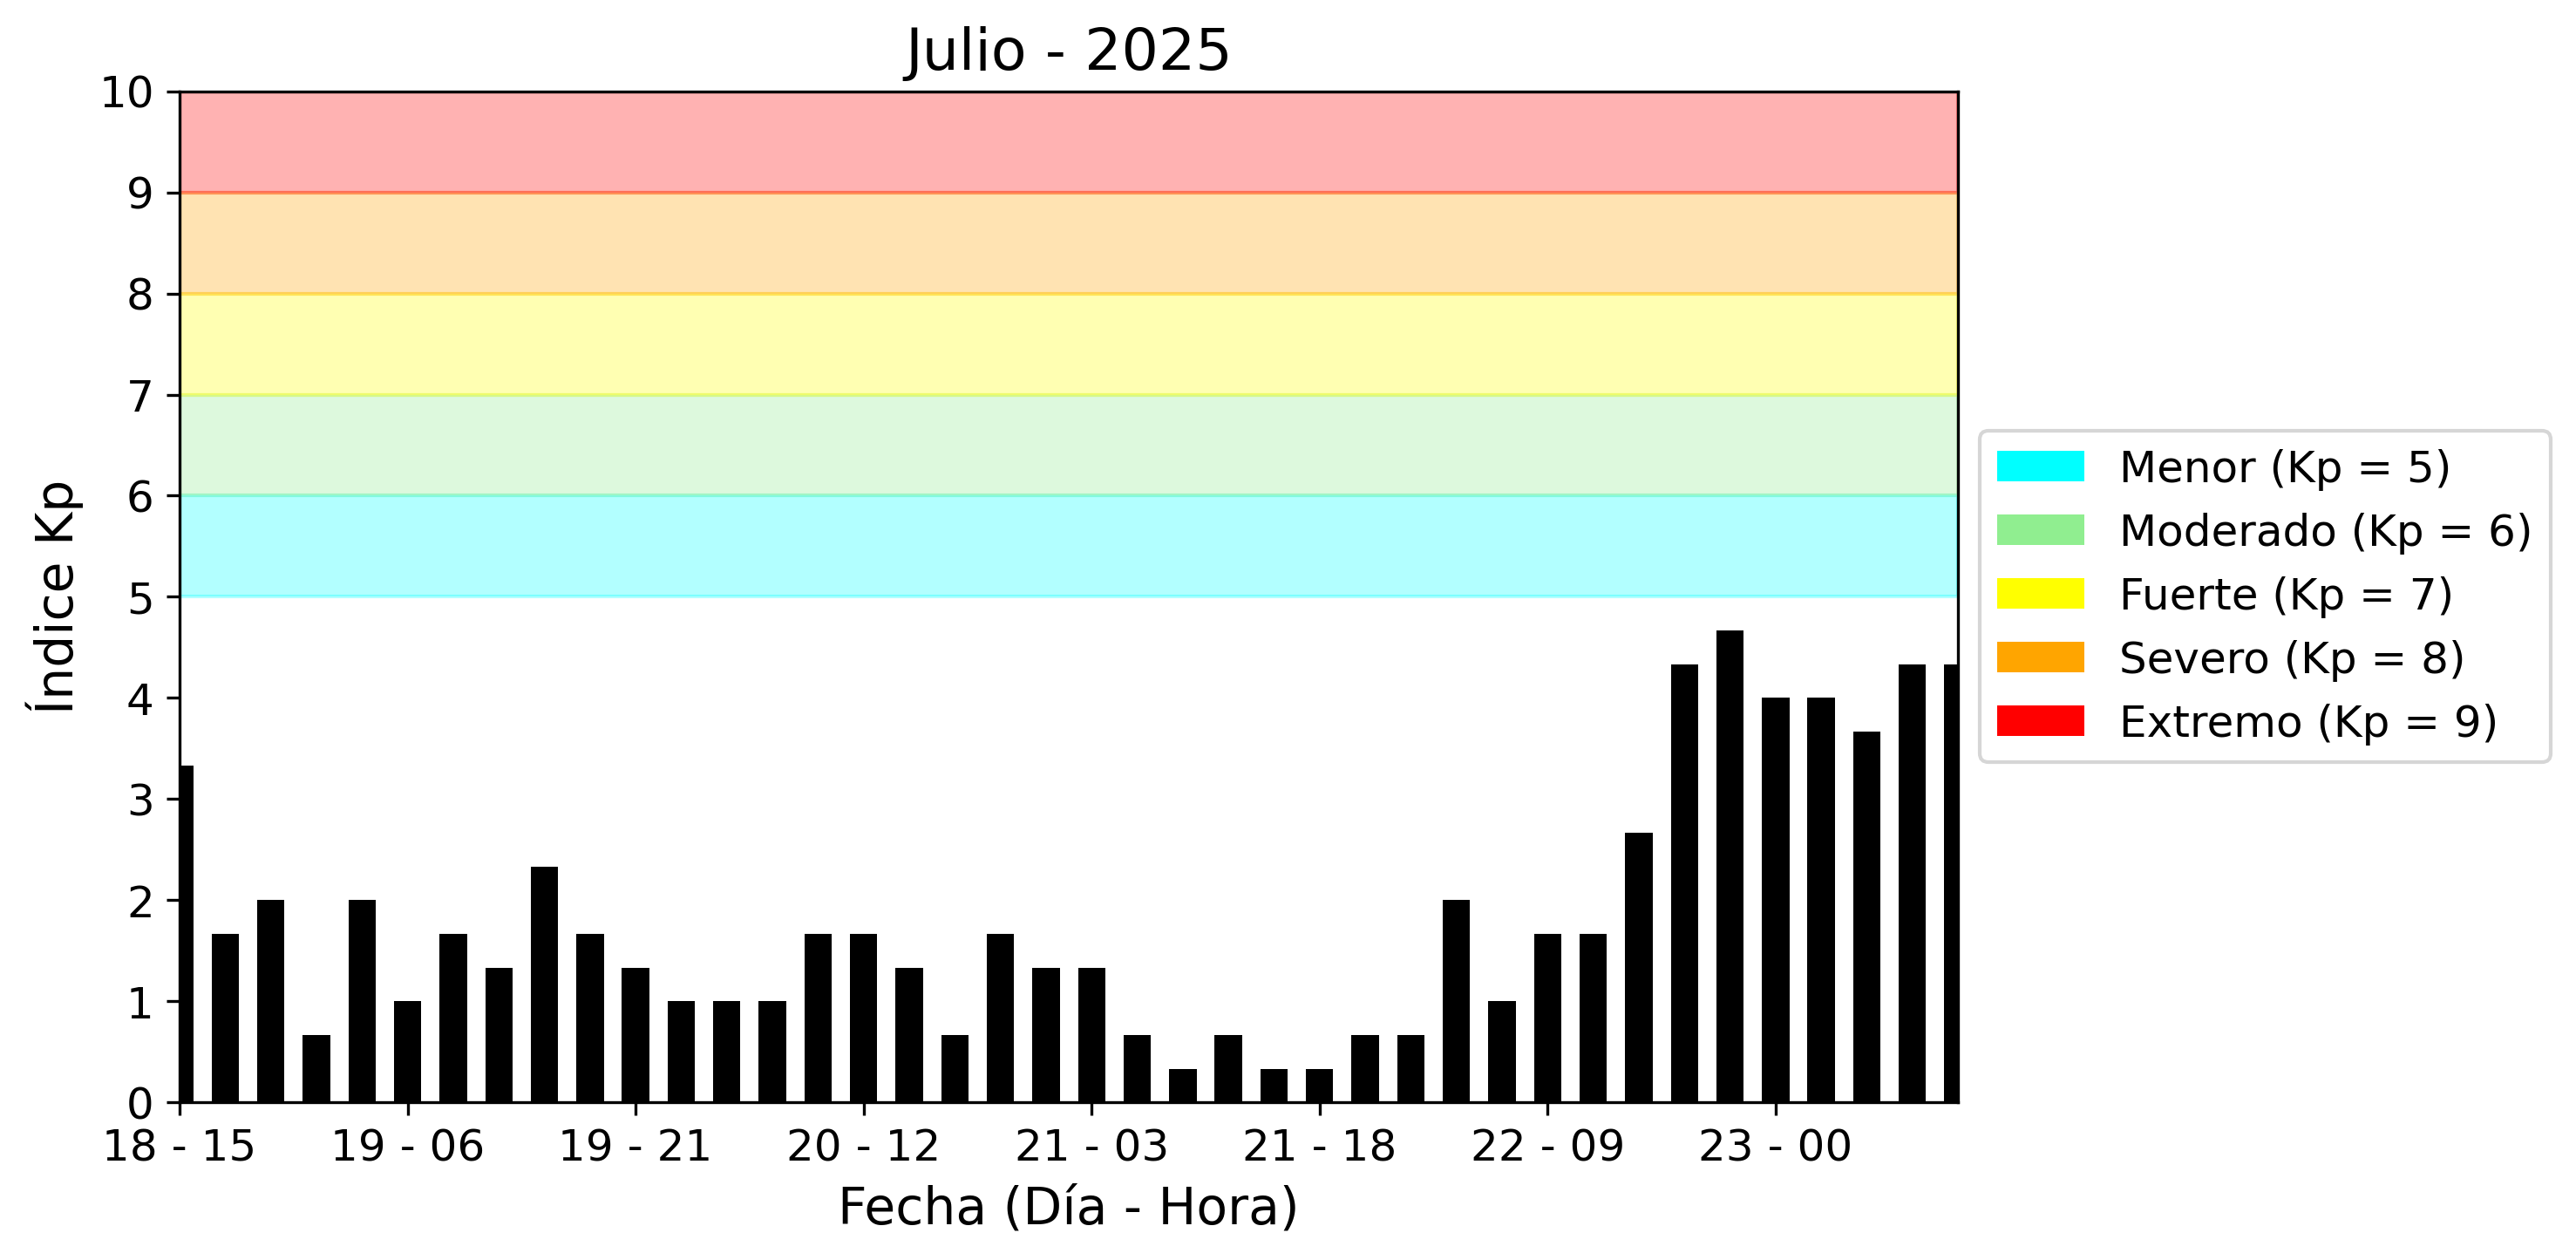 Julio - 2025
10
9
8
7
6
5
4
3
2
1
0
Índice Kp
18 - 15 19 - 06 19 - 21 20 - 12 21 - 03 21 - 18 22 - 09 23 - 00
Fecha (Día - Hora)
Menor (Kp = 5)
Moderado (Kp = 6)
Fuerte (Kp = 7)
Severo (Kp = 8)
Extremo (Kp = 9)